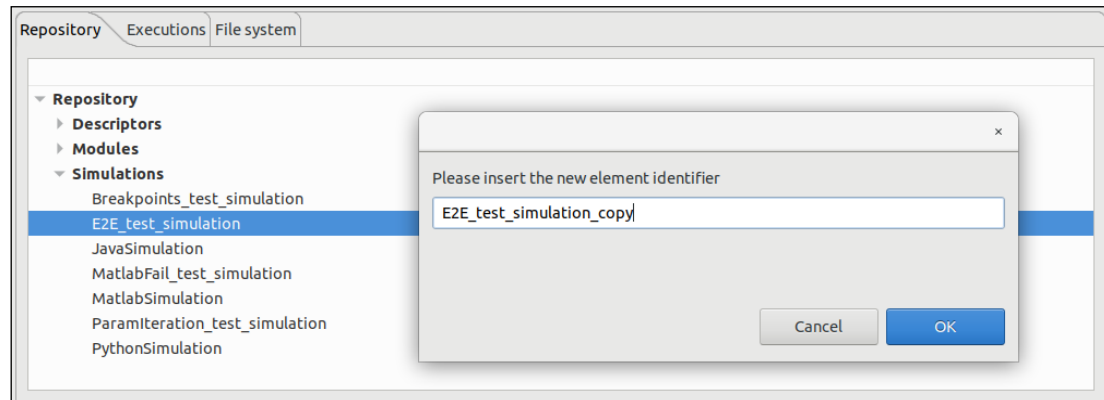 Repository Executions File system
Repository
Descriptors
Modules
Simulations
Breakpoints_test_simulation
E2E_test_simulation
JavaSimulation
MatlabFail_test_simulation
MatlabSimulation
ParamIteration_test_simulation
PythonSimulation
×
Please insert the new element identifier
E2E_test_simulation_copy
Cancel OK